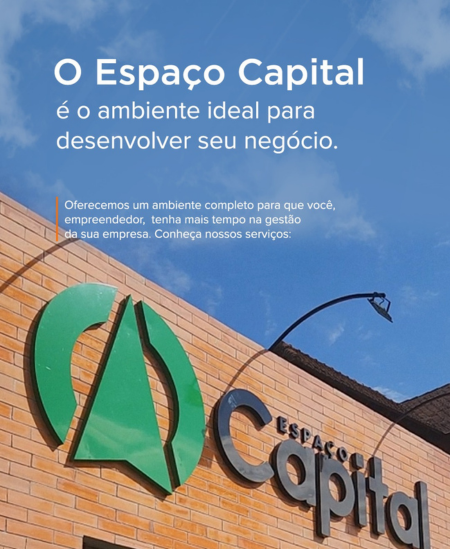 O Espaço Capital
é o ambiente ideal para
desenvolver seu negócio.
Oferecemos um ambiente completo para que você,
empreendedor, tenha mais tempo na gestão
da sua empresa. Conheça nossos serviços:
ESPAÇO
Capital